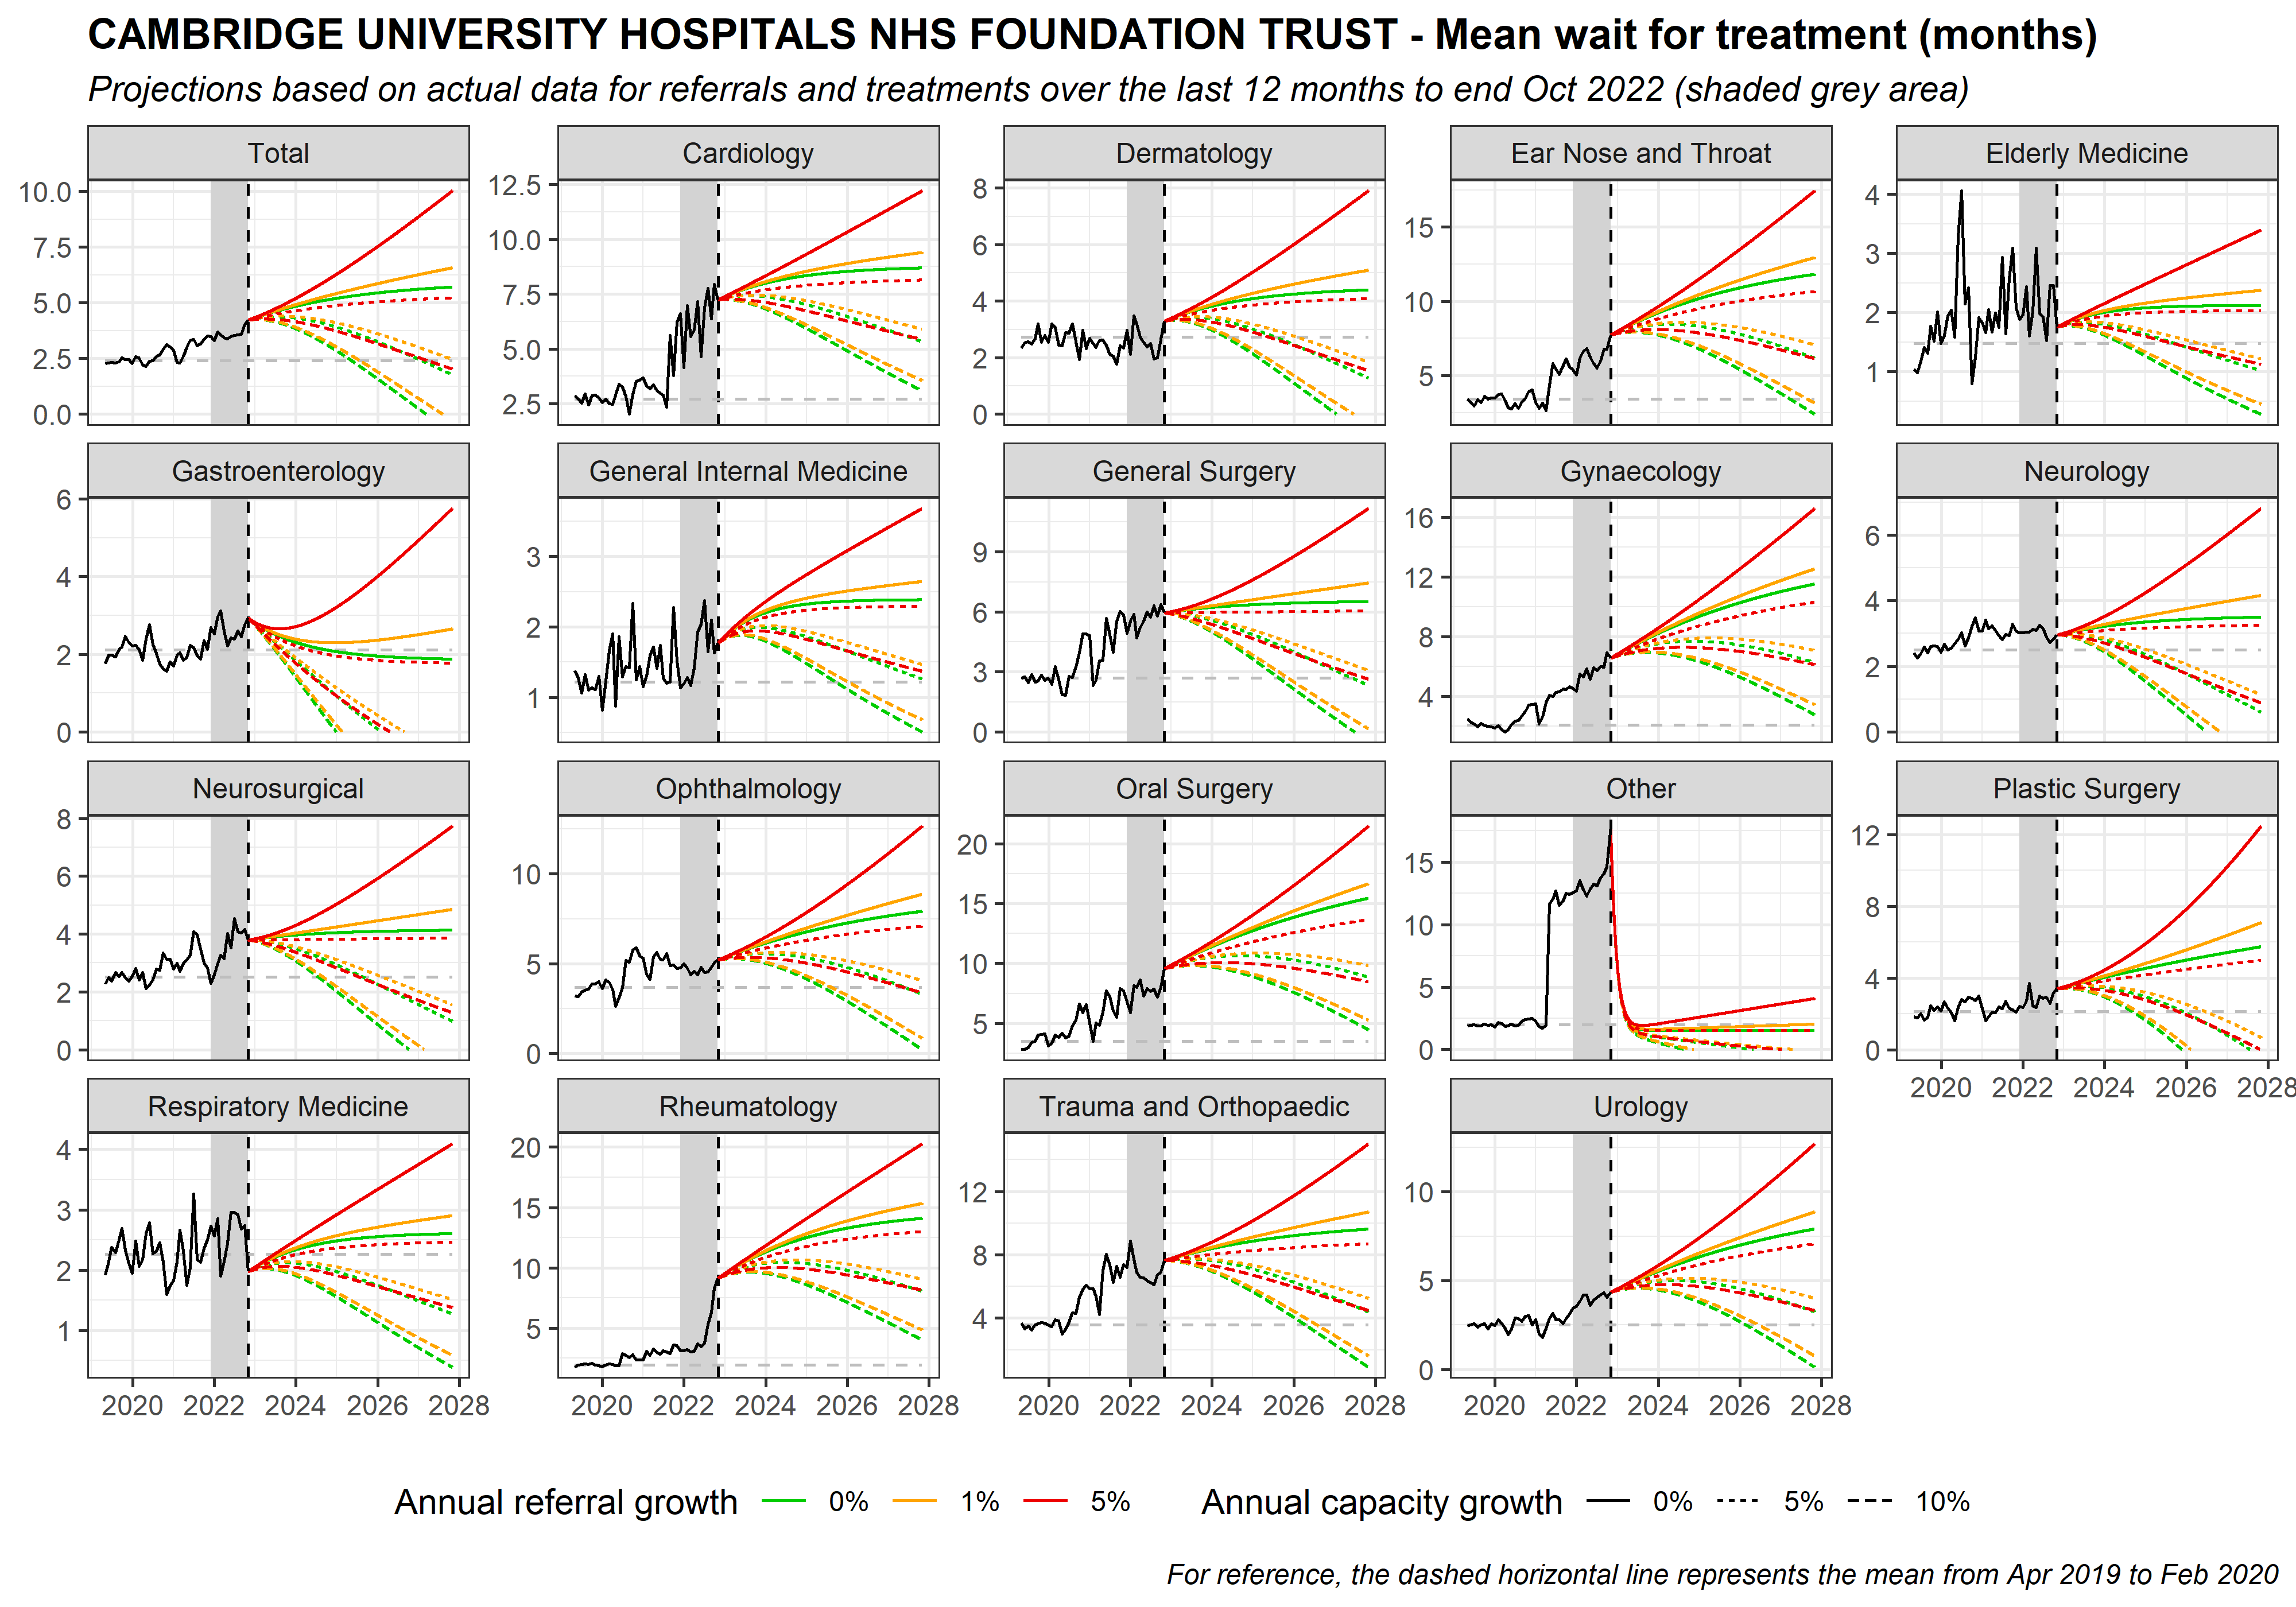 CAMBRIDGE UNIVERSITY HOSPITALS NHS FOUNDATION TRUST - Mean wait for treatment (months)
Projections based on actual data for referrals and treatments over the last 12 months to end Oct 2022 (shaded grey area)
Total
10.0
7.5
5.0
2.5
0.0
Cardiology
12.5
10.0
7.5
5.0
2.5
Dermatology
8
6
4
2
0
Ear Nose and Throat
15
10
5
Elderly Medicine
4
3
2
1
Gastroenterology
6
4
2
0
General Internal Medicine
3
2
1
General Surgery
9
6
3
0
Gynaecology
16
12
8
4
Neurology
6
4
2
0
Neurosurgical
8
6
4
2
0
Ophthalmology
10
5
0
Oral Surgery
20
15
10
5
Other
15
10
5
0
Plastic Surgery
12
8
4
0
2020 2022 2024 2026 2028
Respiratory Medicine
4
3
2
1
2020 2022 2024 2026 2028
Rheumatology
20
15
10
5
2020 2022 2024 2026 2028
Trauma and Orthopaedic
12
8
4
2020 2022 2024 2026 2028
Urology
10
5
0
2020 2022 2024 2026 2028
Annual referral growth 0% 1% 5% Annual capacity growth 0% 5% 10%
For reference, the dashed horizontal line represents the mean from Apr 2019 to Feb 2020